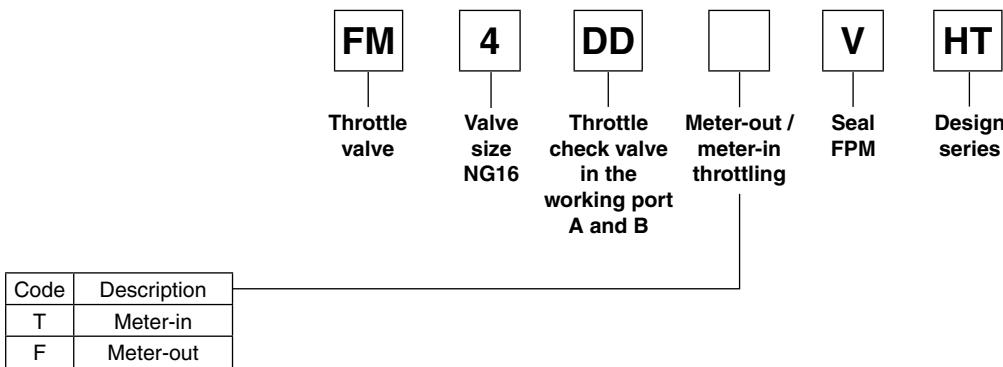 FM 4 DD V HT
Throttle valve
Valve size NG16
Throttle check valve in the working port A and B
Meter-out / meter-in throttling
Seal FPM
Design series
Code Description
T Meter-in
F Meter-out